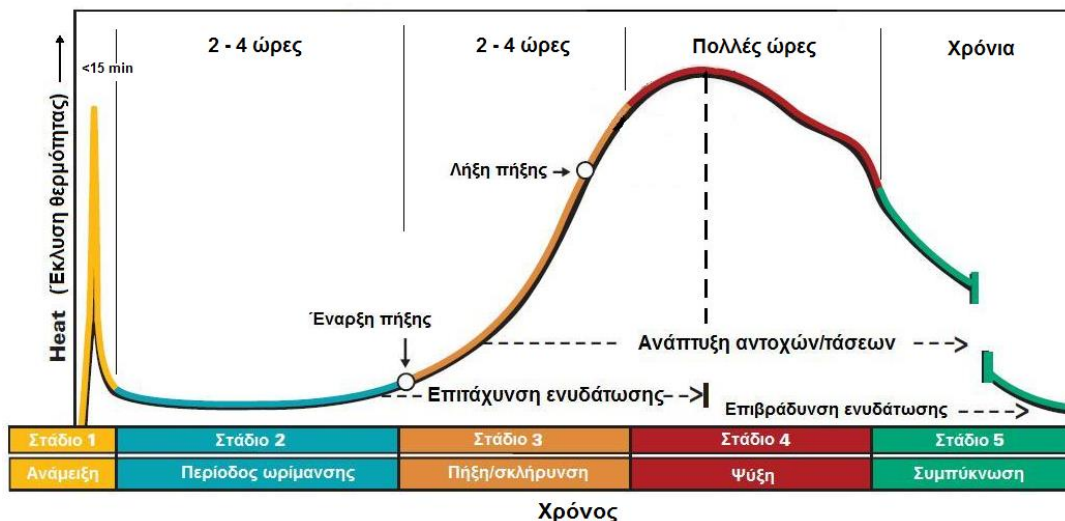 2 - 4 ώρες
2 - 4 ώρες
Πολλές ώρες
Χρόνια
<15 min
Heat (Έκλυση θερμότητας)
Λήξη πήξης
Έναρξη πήξης
Ανάπτυξη αντοχών/τάσεων
Επιτάχυνση ενυδάτωσης
Επιβράδυνση ενυδάτωσης
Στάδιο 1
Στάδιο 2
Στάδιο 3
Στάδιο 4
Στάδιο 5
Ανάμειξη
Περίοδος ωρίμανσης
Πήξη/σκλήρυνση
Ψύξη
Συμπύκνωση
Χρόνος